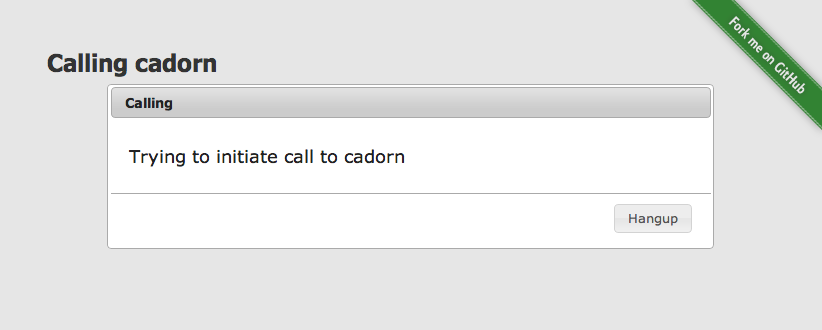 Fork me on GitHub
Calling cadorn
Calling
Trying to initiate call to cadorn
Hangup